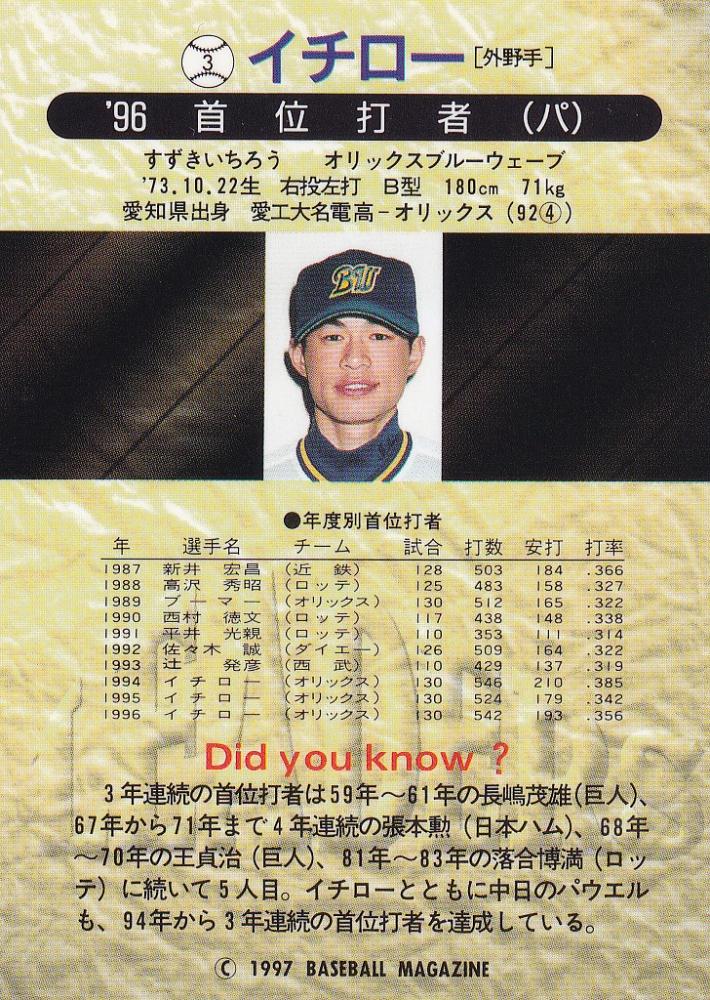 3 イチロー [外野手]
'96 首位打者 (パ)
すずきいちろう オリックスブルーウェーブ
'73.10.22生 右投左打 B型 180cm 71kg
愛知県出身 愛工大名電高−オリックス (92④)
BW
●年度別首位打者
年 選手名 チーム 試合 打数 安打 打率
1987 新井 宏昌 (近 鉄) 128 503 184 .366
1988 高沢 秀昭 (ロッテ) 125 483 158 .327
1989 ブーマー (オリックス) 130 512 165 .322
1990 西村 徳文 (ロッテ) 117 438 148 .338
1991 平井 光親 (ロッテ) 110 353 111 .314
1992 佐々木 誠 (ダイエー) 126 509 164 .322
1993 辻 発彦 (西 武) 110 429 137 .319
1994 イチロー (オリックス) 130 546 210 .385
1995 イチロー (オリックス) 130 524 179 .342
1996 イチロー (オリックス) 130 542 193 .356
Did you know ?
3年連続の首位打者は59年〜61年の長嶋茂雄(巨人)、
67年から71年まで4年連続の張本勲(日本ハム)、68年
〜70年の王貞治(巨人)、81年〜83年の落合博満(ロッ
テ)に続いて5人目。イチローとともに中日のパウエル
も、94年から3年連続の首位打者を達成している。
© 1997 BASEBALL MAGAZINE